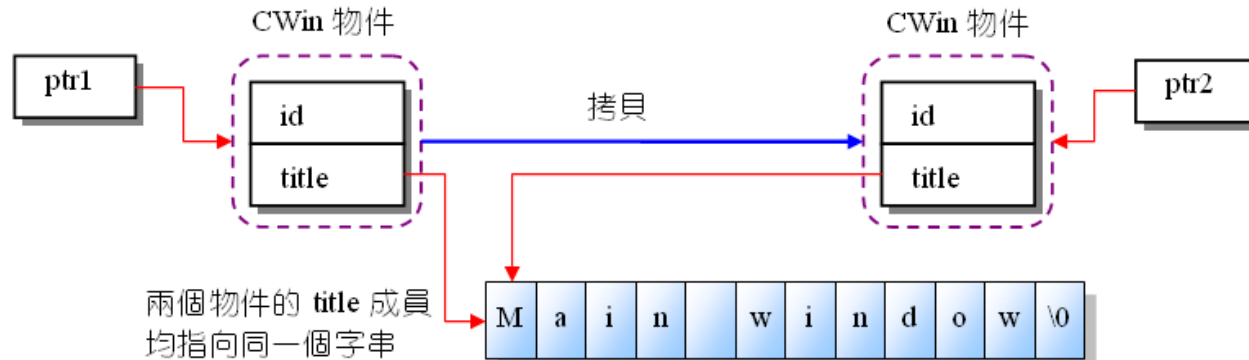 CWin 物件
CWin 物件
ptr1
ptr2
id
拷貝
id
title
title
兩個物件的 title 成員
均指向同一個字串
M a i n w i n d o w \0